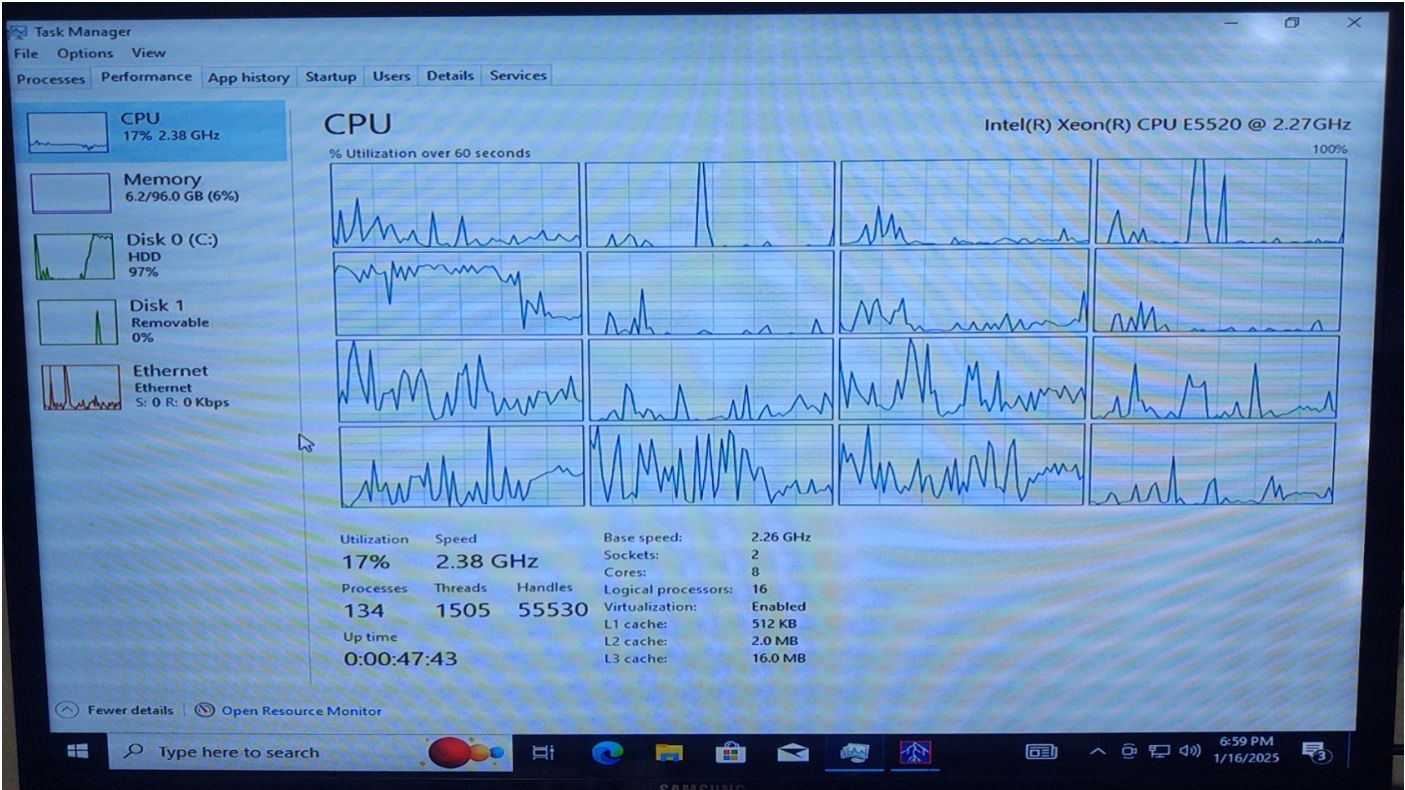 Task Manager
File Options View
Processes Performance App history Startup Users Details Services
CPU
17% 2.38 GHz
Memory
6.2/96.0 GB (6%)
Disk 0 (C:)
HDD
97%
Disk 1
Removable
0%
Ethernet
Ethernet
S: 0 R: 0 Kbps
CPU
Intel(R) Xeon(R) CPU E5520 @ 2.27GHz
% Utilization over 60 seconds
100%
Utilization Speed
17% 2.38 GHz
Processes Threads Handles
134 1505 55530
Up time
0:00:47:43
Base speed: 2.26 GHz
Sockets: 2
Cores: 8
Logical processors: 16
Virtualization: Enabled
L1 cache: 512 KB
L2 cache: 2.0 MB
L3 cache: 16.0 MB
Fewer details Open Resource Monitor
Type here to search
6:59 PM
1/16/2025
3
SAMSUNG